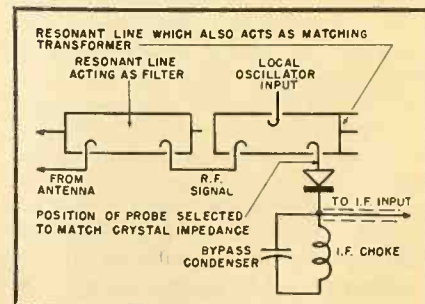 RESONANT LINE WHICH ALSO ACTS AS MATCHING
TRANSFORMER
RESONANT LINE
ACTING AS FILTER
LOCAL
OSCILLATOR
INPUT
FROM
ANTENNA
R.F.
SIGNAL
TO I.F. INPUT
POSITION OF PROBE SELECTED
TO MATCH CRYSTAL IMPEDANCE
BYPASS
CONDENSER
I.F. CHOKE